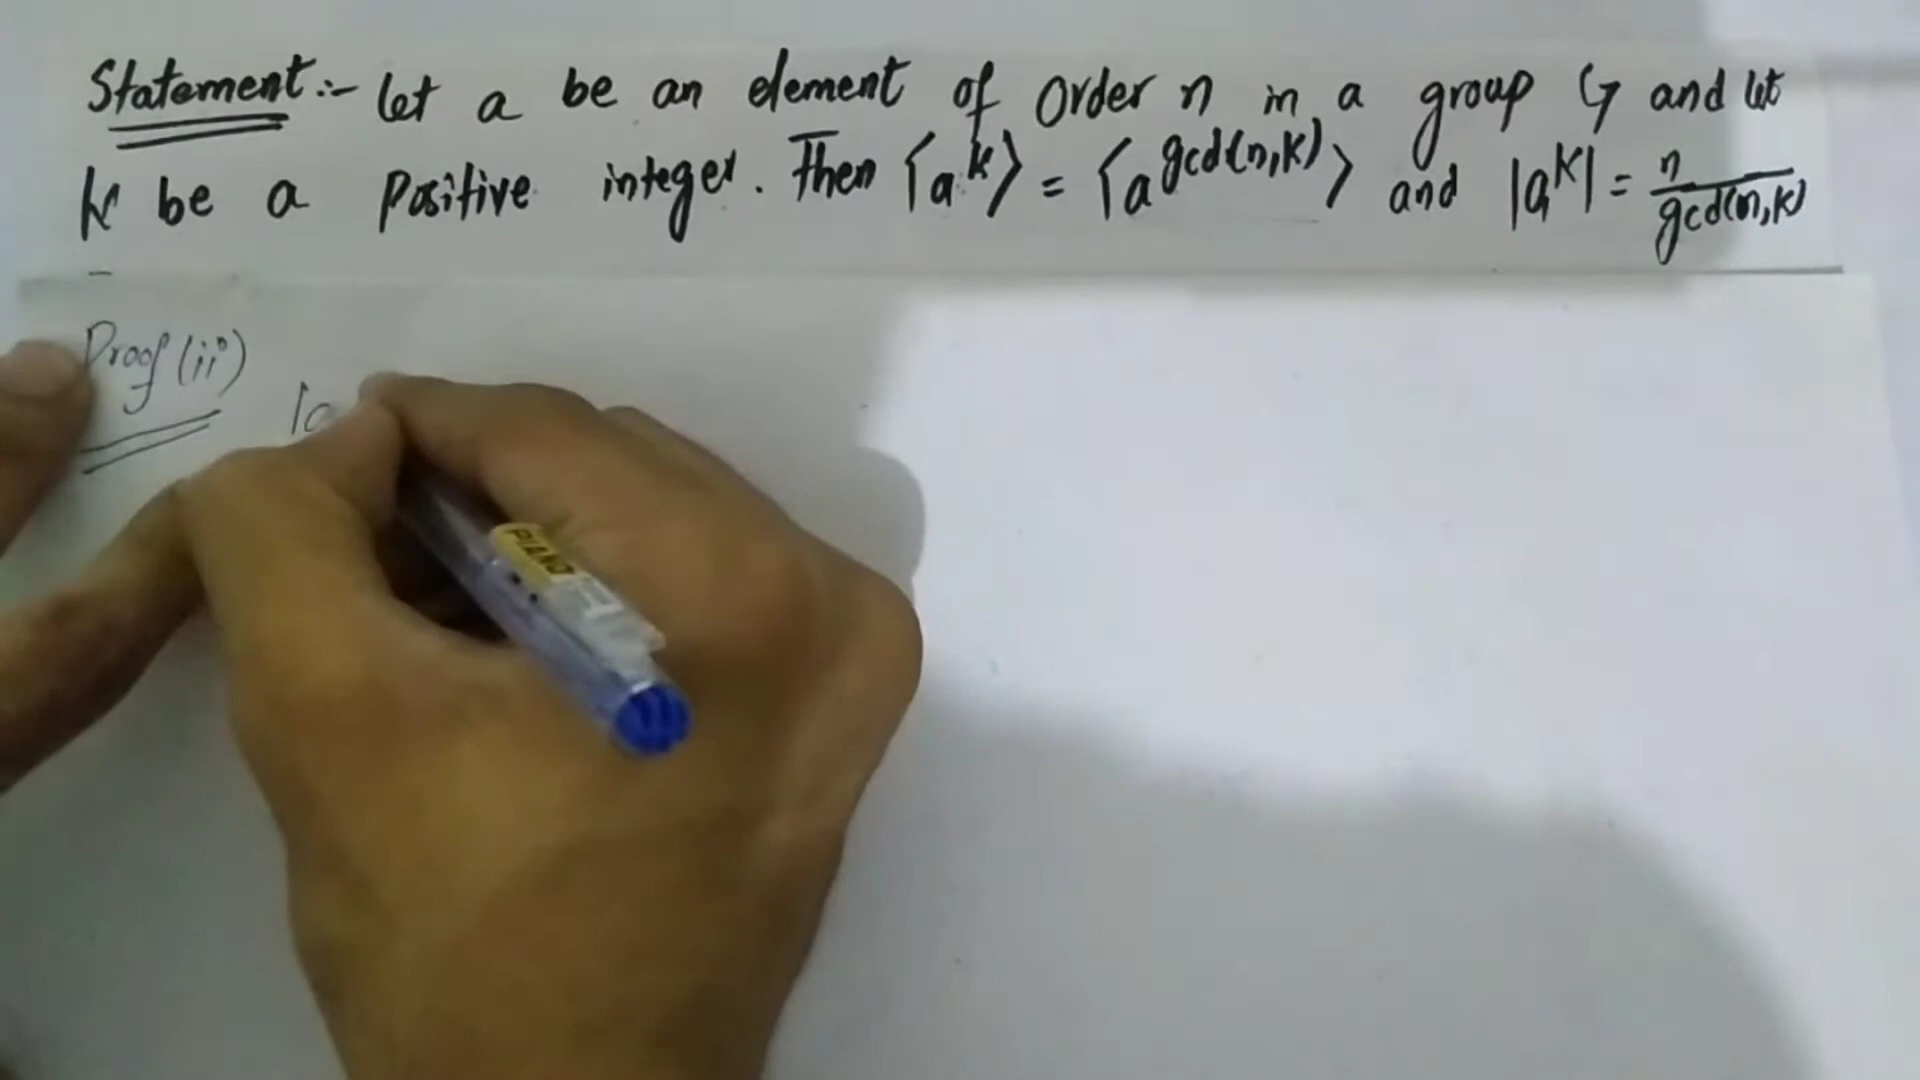 Statement:- let a be an element of order n in a group G and let
k be a positive integer. Then ⟨a^k⟩ = ⟨a^gcd(n,k)⟩ and |a^k| = n/gcd(n,k)
Proof (ii)
|a
PIANO